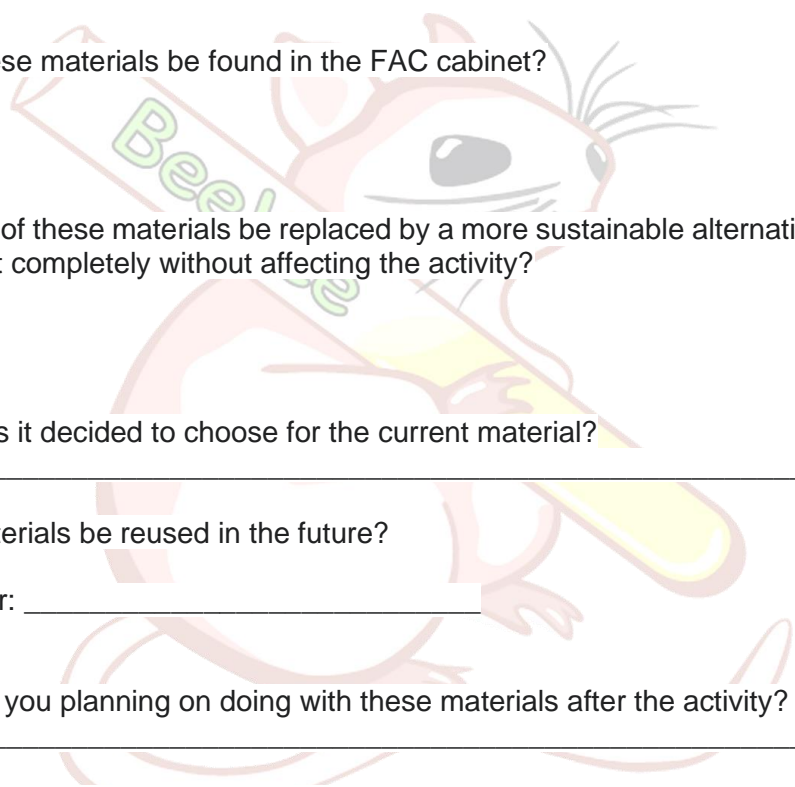 se materials be found in the FAC cabinet?
Bee
of these materials be replaced by a more sustainable alternati
completely without affecting the activity?
s it decided to choose for the current material?
erials be reused in the future?
r: ____________________________
you planning on doing with these materials after the activity?